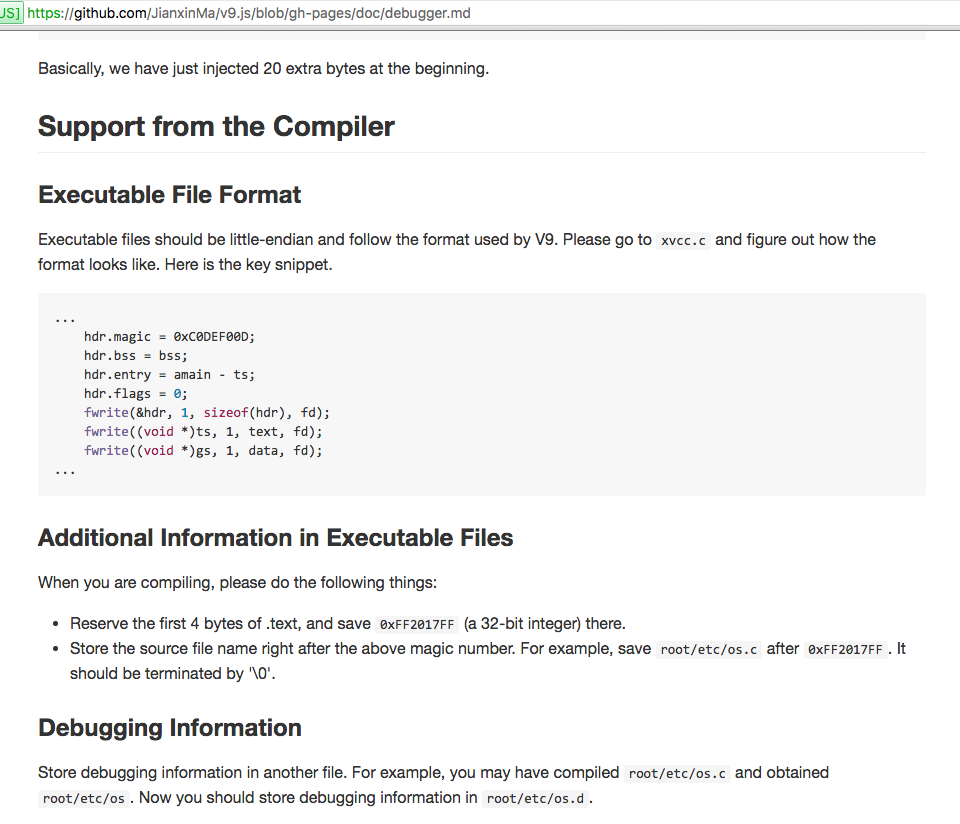 US] https://github.com/JianxinMa/v9.js/blob/gh-pages/doc/debugger.md
Basically, we have just injected 20 extra bytes at the beginning.
Support from the Compiler
Executable File Format
Executable files should be little-endian and follow the format used by V9. Please go to xvcc.c and figure out how the
format looks like. Here is the key snippet.
...
hdr.magic = 0xC0DEF00D;
hdr.bss = bss;
hdr.entry = amain - ts;
hdr.flags = 0;
fwrite(&hdr, 1, sizeof(hdr), fd);
fwrite((void *)ts, 1, text, fd);
fwrite((void *)gs, 1, data, fd);
...
Additional Information in Executable Files
When you are compiling, please do the following things:
• Reserve the first 4 bytes of .text, and save 0xFF2017FF (a 32-bit integer) there.
• Store the source file name right after the above magic number. For example, save root/etc/os.c after 0xFF2017FF. It
should be terminated by '\0'.
Debugging Information
Store debugging information in another file. For example, you may have compiled root/etc/os.c and obtained
root/etc/os. Now you should store debugging information in root/etc/os.d.